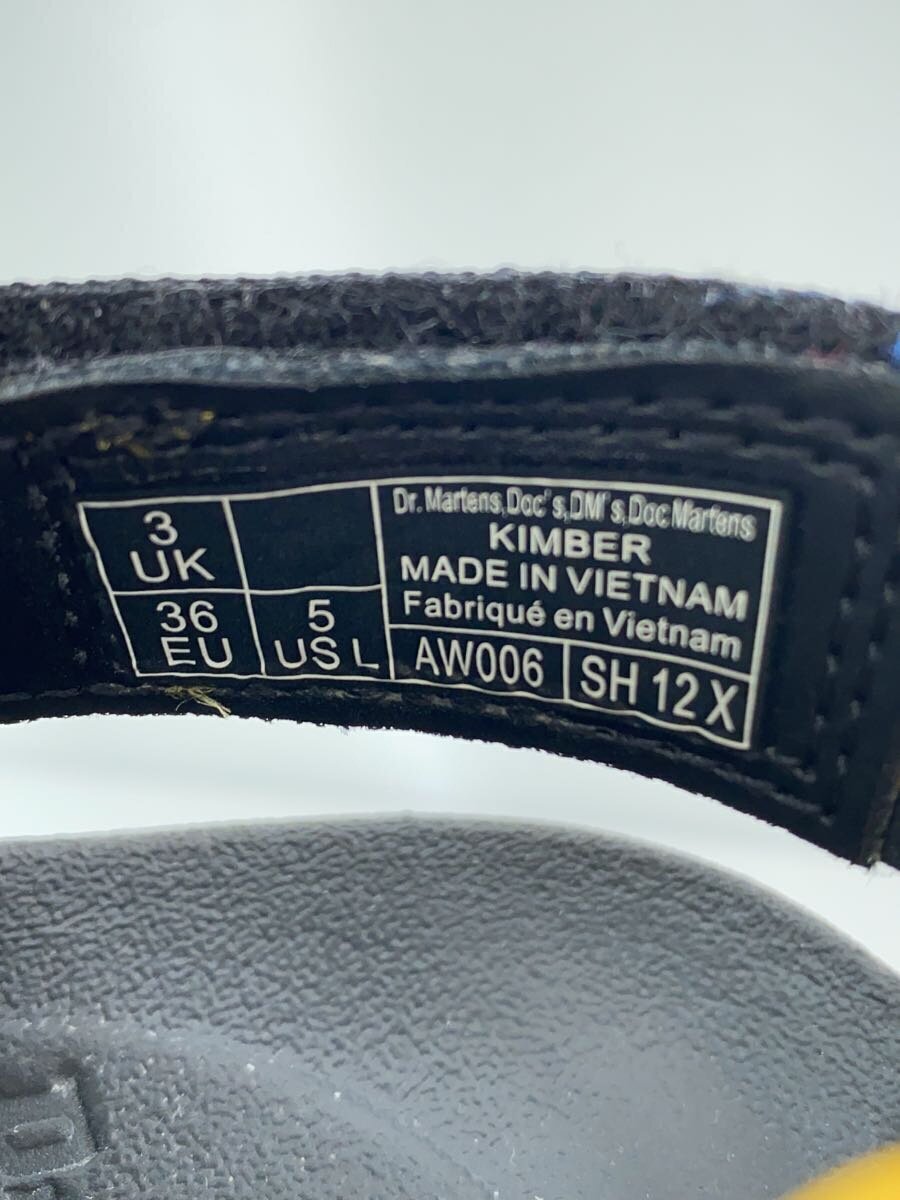 3
UK
36
EU
5
US L
Dr. Martens,Doc's,DM's,Doc Martens
KIMBER
MADE IN VIETNAM
Fabriqué en Vietnam
AW006
SH 12 X